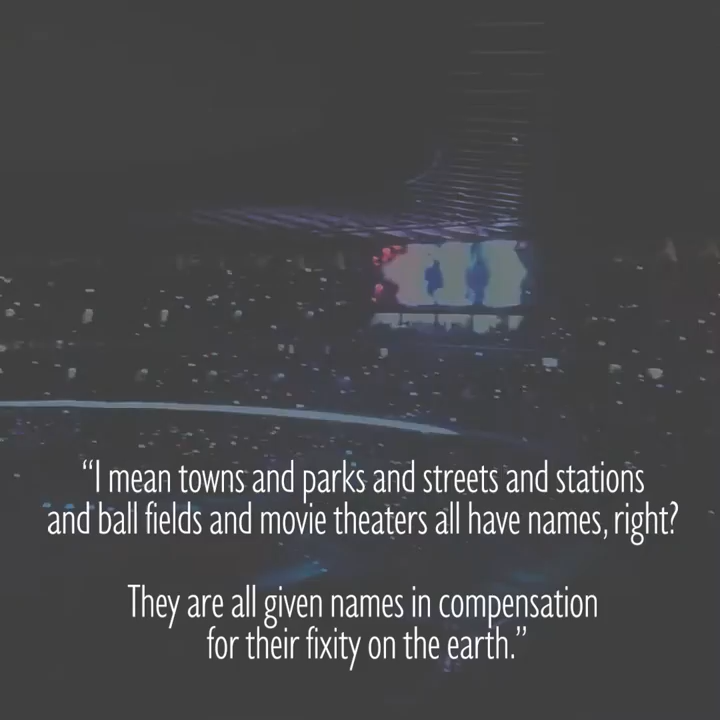 “I mean towns and parks and streets and stations
and ball fields and movie theaters all have names, right?
They are all given names in compensation
for their fixity on the earth.”